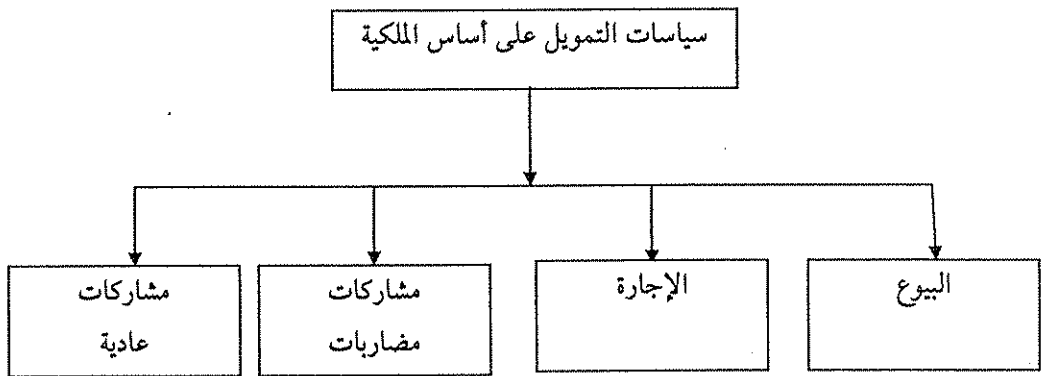 سياسات التمويل على أساس الملكية
البيوع
الإجارة
مشاركات
مضاربات
مشاركات
عادية